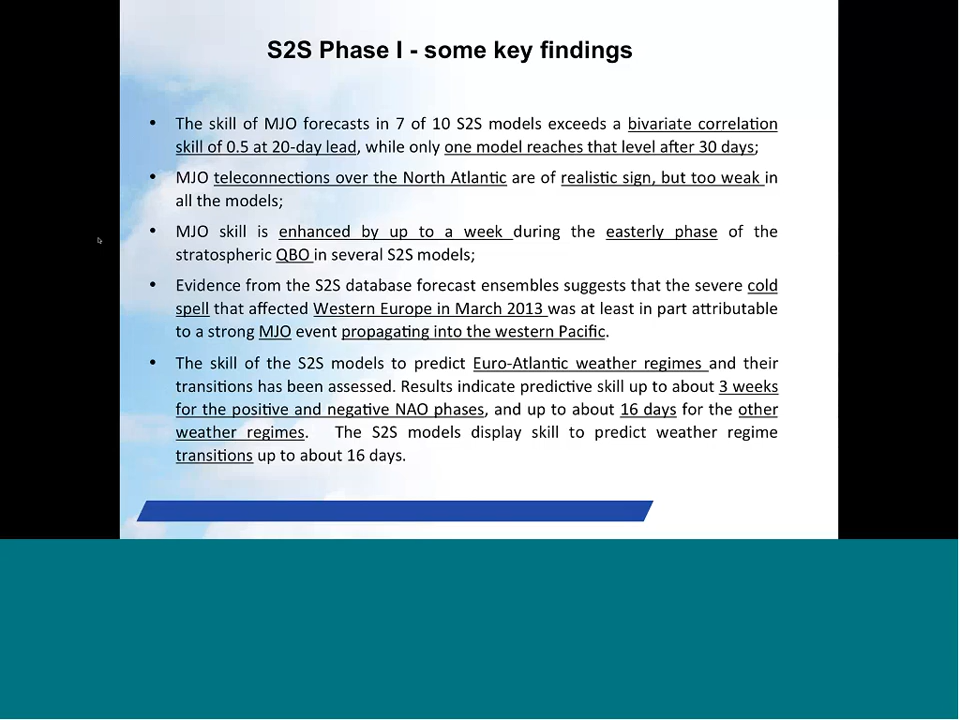 S2S Phase I - some key findings
• The skill of MJO forecasts in 7 of 10 S2S models exceeds a bivariate correlation
skill of 0.5 at 20-day lead, while only one model reaches that level after 30 days;
• MJO teleconnections over the North Atlantic are of realistic sign, but too weak in
all the models;
• MJO skill is enhanced by up to a week during the easterly phase of the
stratospheric QBO in several S2S models;
• Evidence from the S2S database forecast ensembles suggests that the severe cold
spell that affected Western Europe in March 2013 was at least in part attributable
to a strong MJO event propagating into the western Pacific.
• The skill of the S2S models to predict Euro-Atlantic weather regimes and their
transitions has been assessed. Results indicate predictive skill up to about 3 weeks
for the positive and negative NAO phases, and up to about 16 days for the other
weather regimes. The S2S models display skill to predict weather regime
transitions up to about 16 days.